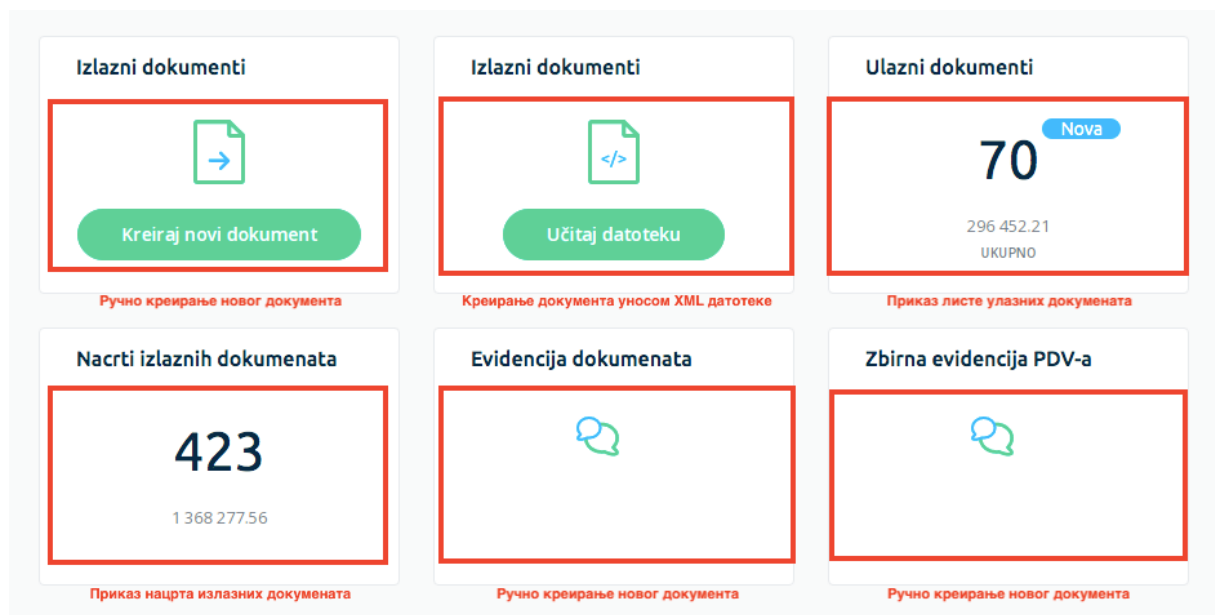 Izlazni dokumenti
Kreiraj novi dokument
Ручно креирање новог документа
Izlazni dokumenti
</>
Učitaj datoteku
Креирање документа уносом XML датотеке
Ulazni dokumenti
Nova
70
296 452.21
UKUPNO
Приказ листе улазних докумената
Nacrti izlaznih dokumenata
423
1 368 277.56
Приказ нацрта излазних докумената
Evidencija dokumenata
Ручно креирање новог документа
Zbirna evidencija PDV-a
Ручно креирање новог документа